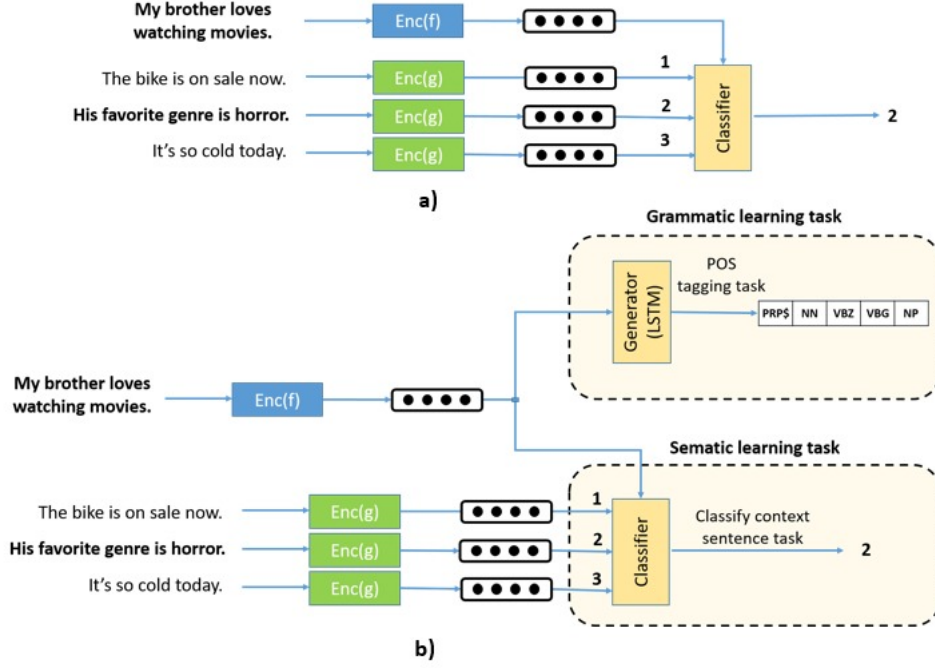 My brother loves
watching movies.
Enc(f)
The bike is on sale now.
Enc(g)
1
His favorite genre is horror.
Enc(g)
2
It's so cold today.
Enc(g)
3
Classifier
2
a)
Grammatic learning task
Generator
(LSTM)
POS
tagging task
PRP$ NN VBZ VBG NP
My brother loves
watching movies.
Enc(f)
Sematic learning task
The bike is on sale now.
Enc(g)
1
His favorite genre is horror.
Enc(g)
2
It's so cold today.
Enc(g)
3
Classifier
Classify context
sentence task
2
b)